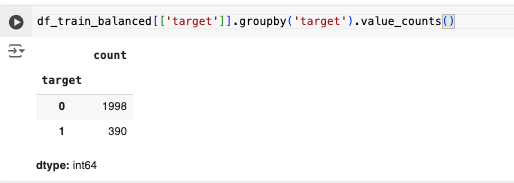 df_train_balanced[['target']].groupby('target').value_counts()
count
target
0 1998
1 390
dtype: int64